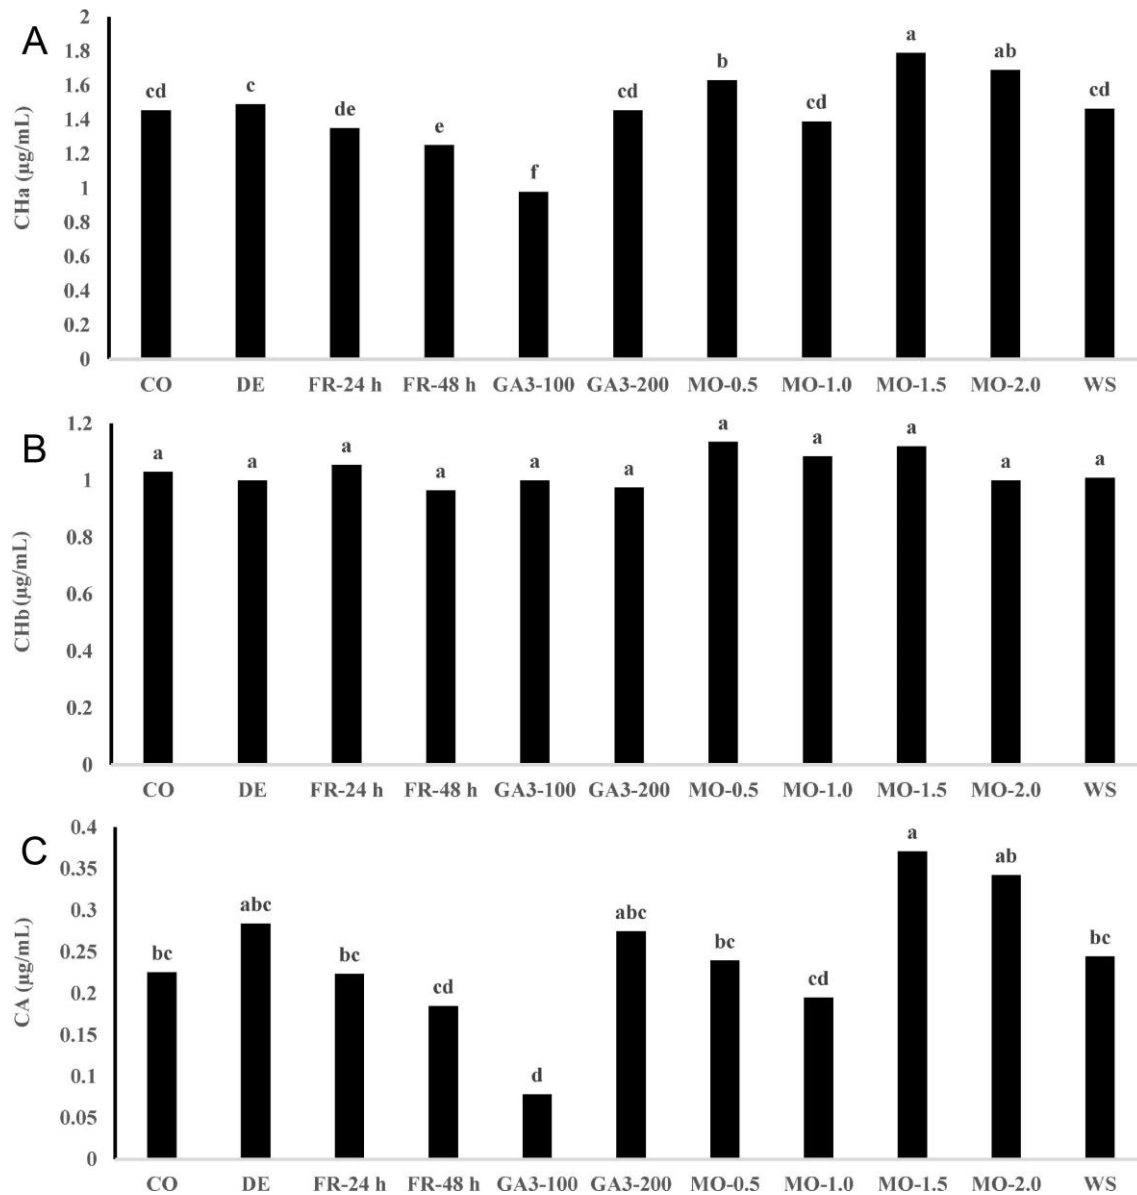 A
CHa (µg/mL)
2
1.8
1.6
1.4
1.2
1
0.8
0.6
0.4
0.2
0
cd
c
de
e
f
cd
b
cd
a
ab
cd
CO DE FR-24 h FR-48 h GA3-100 GA3-200 MO-0.5 MO-1.0 MO-1.5 MO-2.0 WS
B
CHb (µg/mL)
1.2
1
0.8
0.6
0.4
0.2
0
a
a
a
a
a
a
a
a
a
a
a
CO DE FR-24 h FR-48 h GA3-100 GA3-200 MO-0.5 MO-1.0 MO-1.5 MO-2.0 WS
C
CA (µg/mL)
0.4
0.35
0.3
0.25
0.2
0.15
0.1
0.05
0
bc
abc
bc
cd
d
abc
bc
cd
a
ab
bc
CO DE FR-24 h FR-48 h GA3-100 GA3-200 MO-0.5 MO-1.0 MO-1.5 MO-2.0 WS